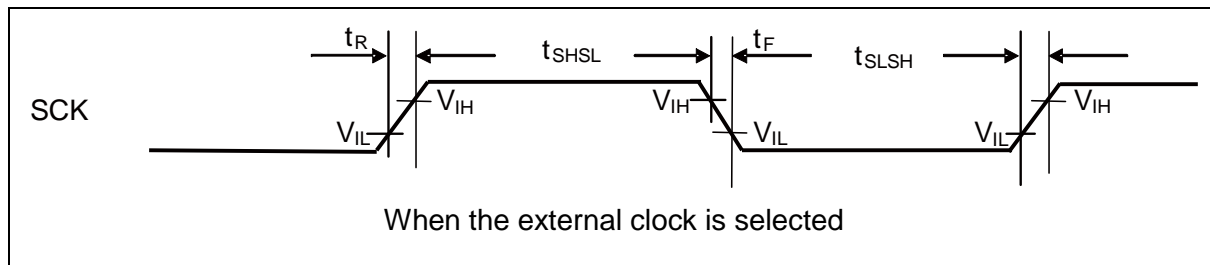 tR tSHSL tF tSLSH
SCK VIL VIH VIH VIL VIL VIH
When the external clock is selected